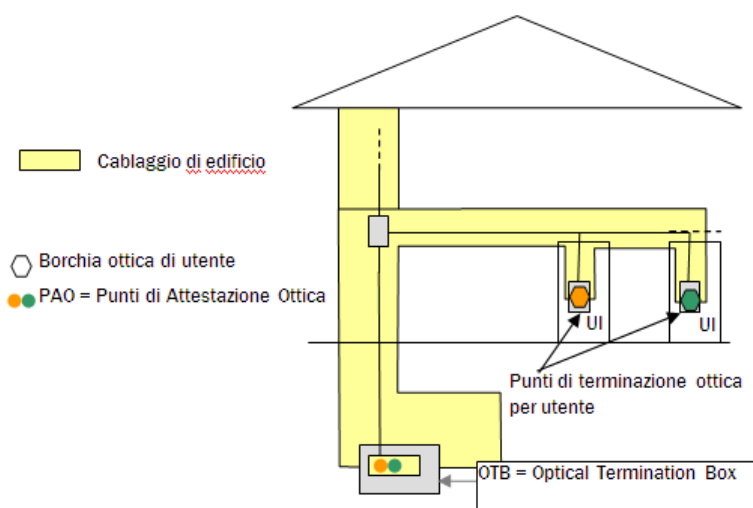 Cablaggio di edificio
Borchia ottica di utente
PAO = Punti di Attestazione Ottica
UI
UI
Punti di terminazione ottica
per utente
OTB = Optical Termination Box